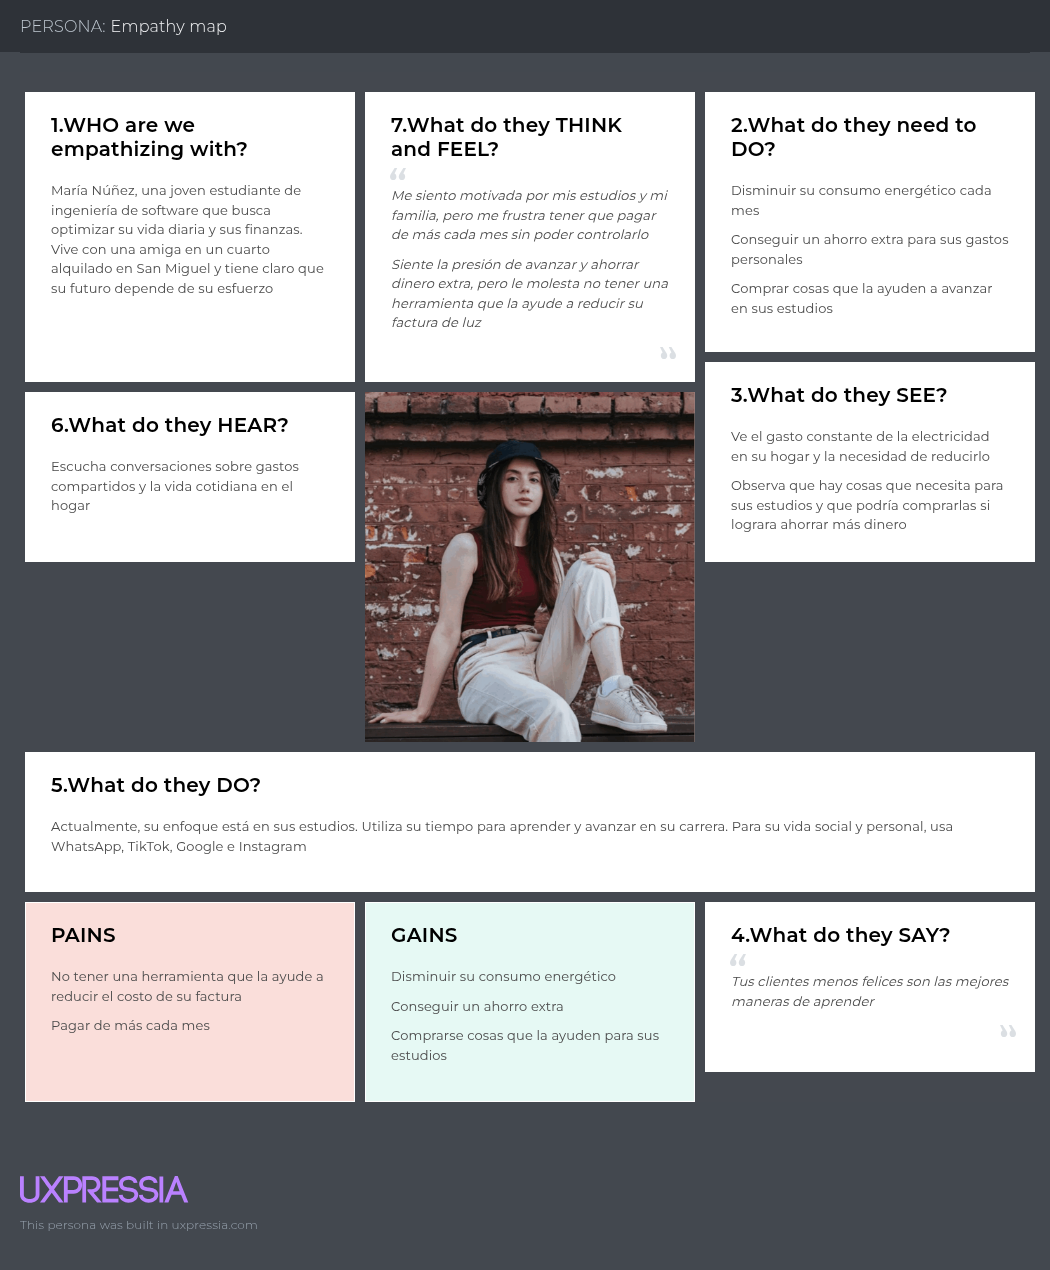 PERSONA: Empathy map
1.WHO are we
empathizing with?
María Núñez, una joven estudiante de
ingeniería de software que busca
optimizar su vida diaria y sus finanzas.
Vive con una amiga en un cuarto
alquilado en San Miguel y tiene claro que
su futuro depende de su esfuerzo
7.What do they THINK
and FEEL?
“
Me siento motivada por mis estudios y mi
familia, pero me frustra tener que pagar
de más cada mes sin poder controlarlo
Siente la presión de avanzar y ahorrar
dinero extra, pero le molesta no tener una
herramienta que la ayude a reducir su
factura de luz
”
2.What do they need to
DO?
Disminuir su consumo energético cada
mes
Conseguir un ahorro extra para sus gastos
personales
Comprar cosas que la ayuden a avanzar
en sus estudios
3.What do they SEE?
Ve el gasto constante de la electricidad
en su hogar y la necesidad de reducirlo
Observa que hay cosas que necesita para
sus estudios y que podría comprarlas si
lograra ahorrar más dinero
6.What do they HEAR?
Escucha conversaciones sobre gastos
compartidos y la vida cotidiana en el
hogar
5.What do they DO?
Actualmente, su enfoque está en sus estudios. Utiliza su tiempo para aprender y avanzar en su carrera. Para su vida social y personal, usa
WhatsApp, TikTok, Google e Instagram
PAINS
No tener una herramienta que la ayude a
reducir el costo de su factura
Pagar de más cada mes
GAINS
Disminuir su consumo energético
Conseguir un ahorro extra
Comprarse cosas que la ayuden para sus
estudios
4.What do they SAY?
“
Tus clientes menos felices son las mejores
maneras de aprender
”
UXPRESSIA
This persona was built in uxpressia.com